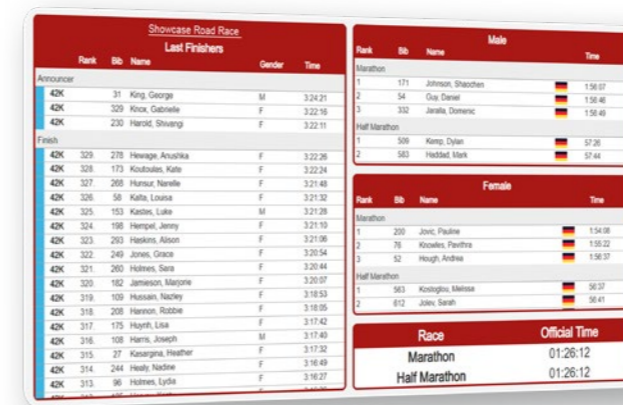 Showcase Road Race
Last Finishers
Rank Bib Name Gender Time
Announcer
42K 31 King, George M 3:24:21
42K 329 Knox, Gabrielle F 3:22:16
42K 230 Harold, Shivangi F 3:22:11
Finish
42K 329. 278 Hewage, Anushka F 3:22:26
42K 328. 173 Koutoulas, Kate F 3:22:24
42K 327. 268 Hunsur, Narelle F 3:21:48
42K 326. 58 Kalta, Louisa F 3:21:32
42K 325. 153 Kastes, Luke M 3:21:28
42K 324. 198 Hempel, Jenny F 3:21:10
42K 323. 293 Haskins, Alison F 3:21:06
42K 322. 249 Jones, Grace F 3:20:54
42K 321. 260 Holmes, Sara F 3:20:44
42K 320. 182 Jamieson, Marjorie F 3:20:07
42K 319. 109 Hussain, Nazley F 3:18:53
42K 318. 208 Hannon, Robbie F 3:18:05
42K 317. 175 Huynh, Lisa F 3:17:42
42K 316. 108 Harris, Joseph M 3:17:40
42K 315. 27 Kasargina, Heather F 3:17:32
42K 314. 244 Healy, Nadine F 3:16:49
42K 313. 96 Holmes, Lydia F 3:16:27
Male
Rank Bib Name Time
Marathon
1 171 Johnson, Shaochen 1:56:07
2 54 Guy, Daniel 1:56:46
3 332 Jaralla, Domenic 1:56:49
Half Marathon
1 509 Kemp, Dylan 57:26
2 583 Haddad, Mark 57:44
Female
Rank Bib Name Time
Marathon
1 200 Jovic, Pauline 1:54:08
2 76 Knowles, Pavithra 1:55:22
3 52 Hough, Andrea 1:56:37
Half Marathon
1 563 Kosloglou, Melissa 56:37
2 612 Jolev, Sarah 56:41
Race Official Time
Marathon 01:26:12
Half Marathon 01:26:12